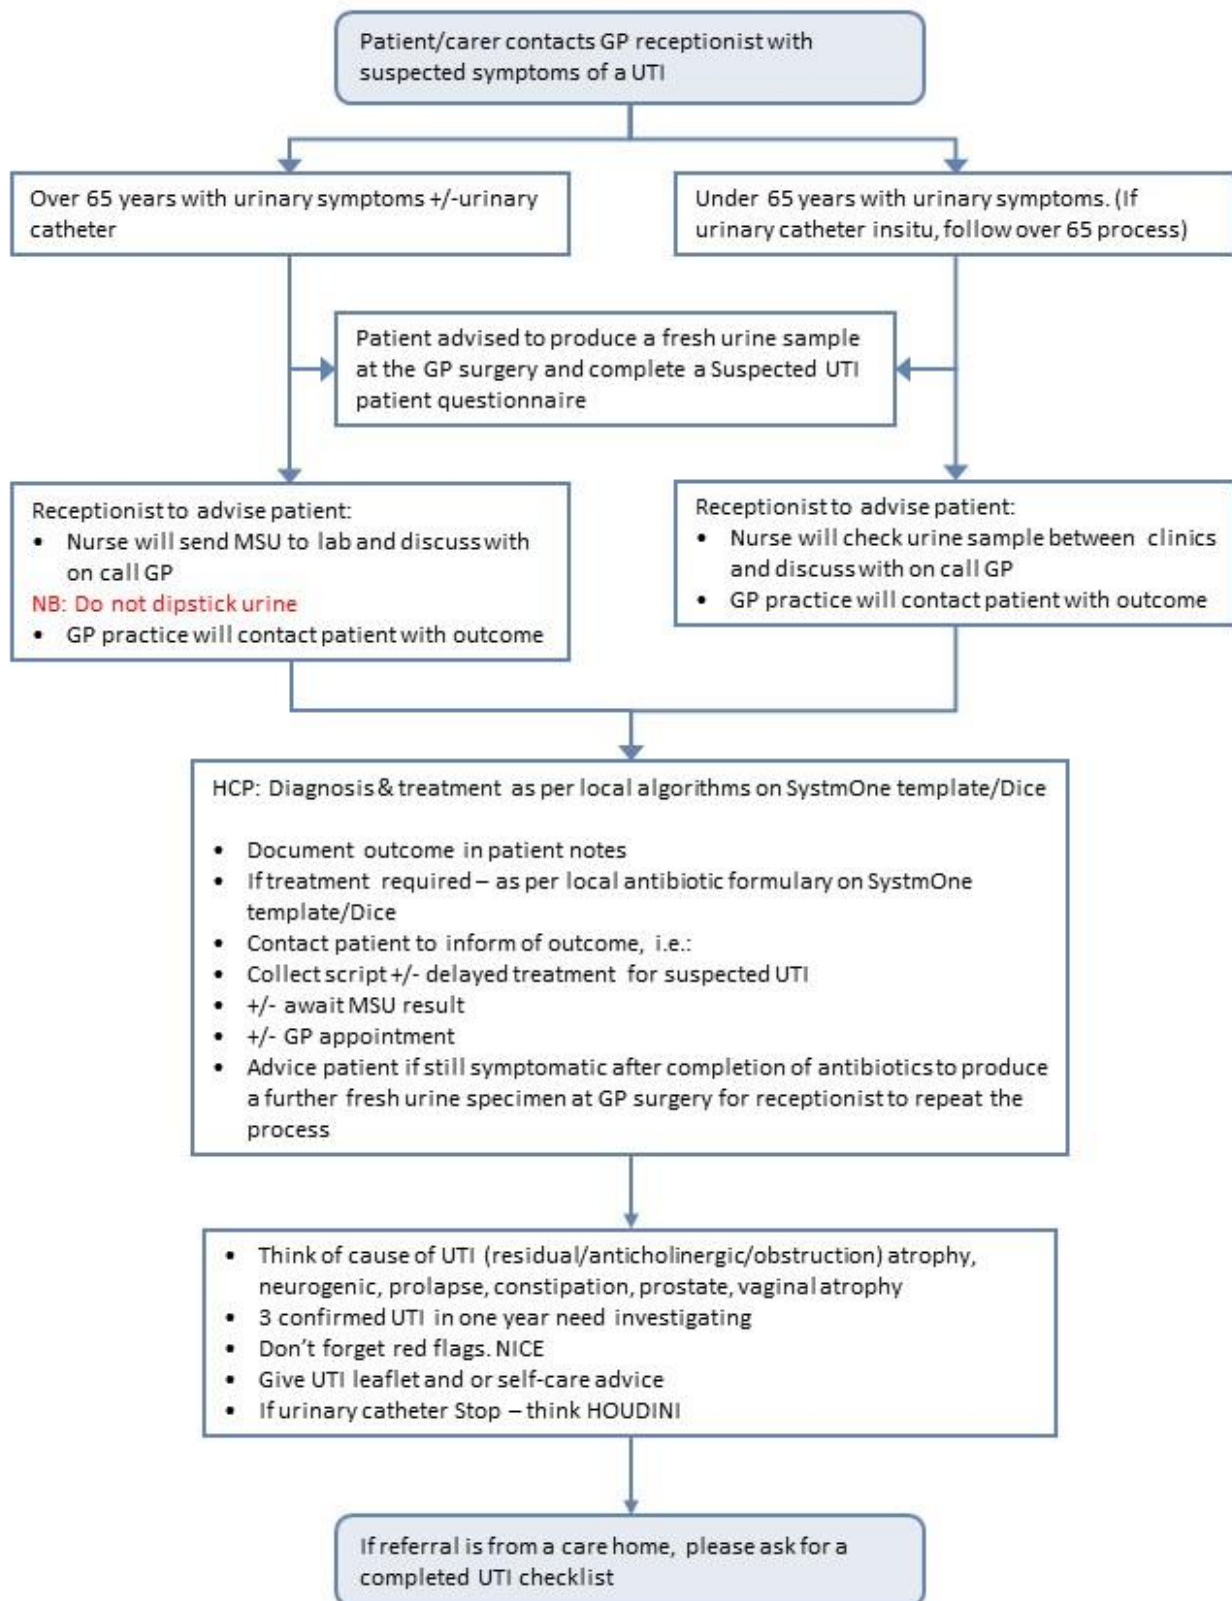 Patient/carer contacts GP receptionist with
suspected symptoms of a UTI
Over 65 years with urinary symptoms +/-urinary
catheter
Under 65 years with urinary symptoms. (If
urinary catheter insitu, follow over 65 process)
Patient advised to produce a fresh urine sample
at the GP surgery and complete a Suspected UTI
patient questionnaire
Receptionist to advise patient:
• Nurse will send MSU to lab and discuss with
on call GP
NB: Do not dipstick urine
• GP practice will contact patient with outcome
Receptionist to advise patient:
• Nurse will check urine sample between clinics
and discuss with on call GP
• GP practice will contact patient with outcome
HCP: Diagnosis & treatment as per local algorithms on SystmOne template/Dice
• Document outcome in patient notes
• If treatment required – as per local antibiotic formulary on SystmOne
template/Dice
• Contact patient to inform of outcome, i.e.:
• Collect script +/- delayed treatment for suspected UTI
• +/- await MSU result
• +/- GP appointment
• Advice patient if still symptomatic after completion of antibiotics to produce
a further fresh urine specimen at GP surgery for receptionist to repeat the
process
• Think of cause of UTI (residual/anticholinergic/obstruction) atrophy,
neurogenic, prolapse, constipation, prostate, vaginal atrophy
• 3 confirmed UTI in one year need investigating
• Don't forget red flags. NICE
• Give UTI leaflet and or self-care advice
• If urinary catheter Stop – think HOUDINI
If referral is from a care home, please ask for a
completed UTI checklist